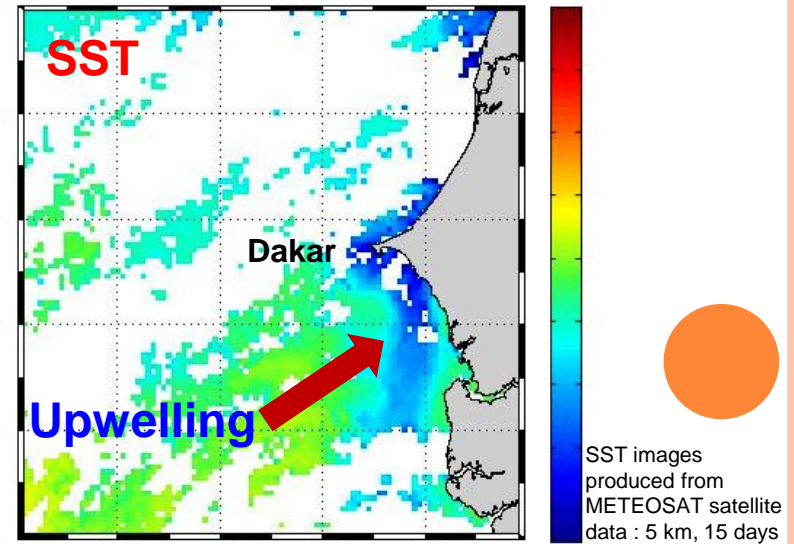 SST
Dakar
Upwelling
SST images
produced from
METEOSAT satellite
data : 5 km, 15 days